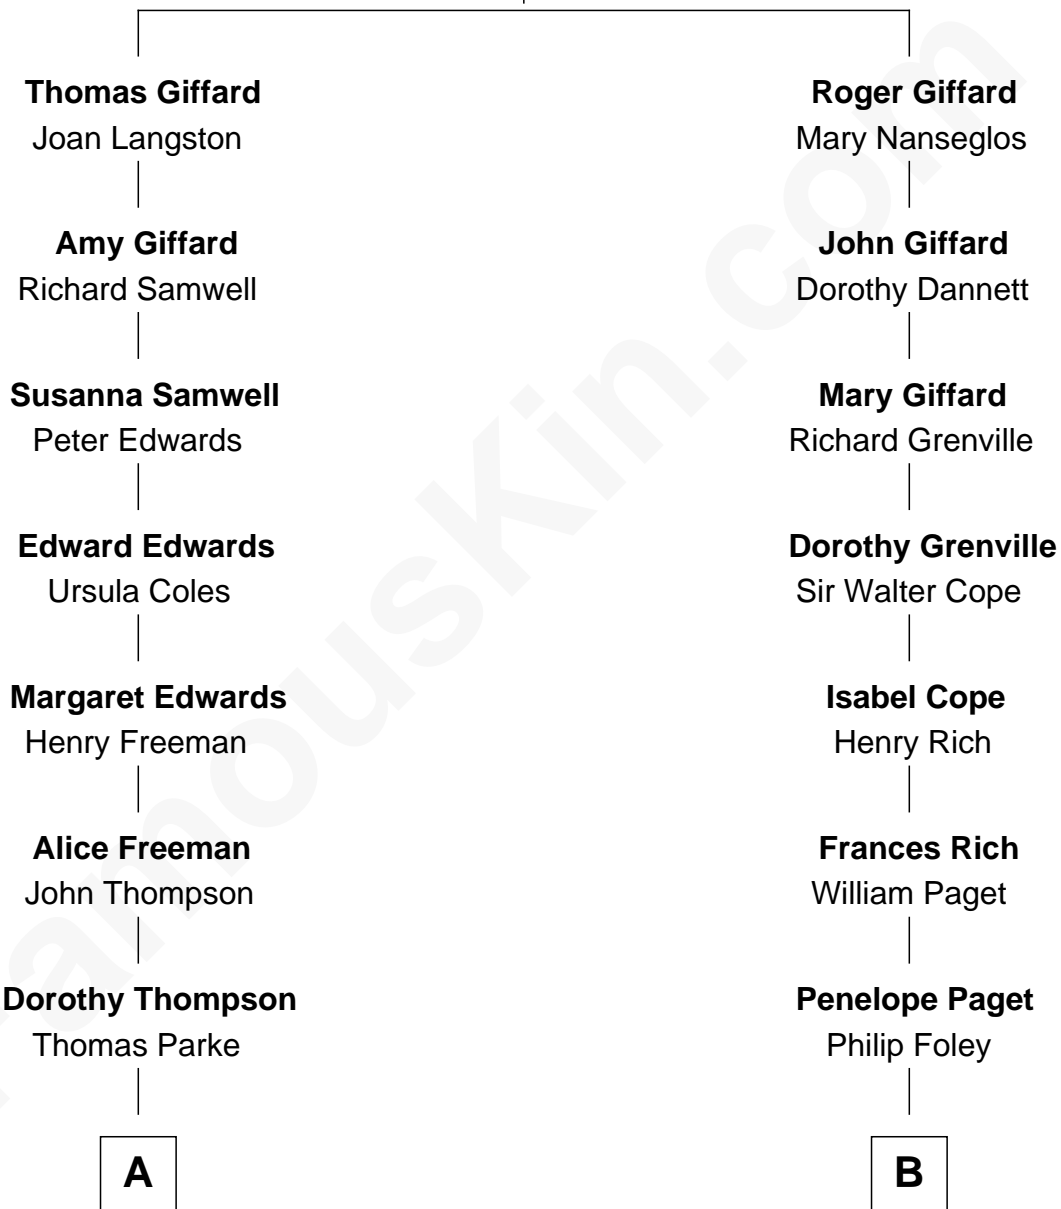 Thomas Giffard
Joan Langston
Amy Giffard
Richard Samwell
Susanna Samwell
Peter Edwards
Edward Edwards
Ursula Coles
Margaret Edwards
Henry Freeman
Alice Freeman
John Thompson
Dorothy Thompson
Thomas Parke
A
Roger Giffard
Mary Nanseglos
John Giffard
Dorothy Dannett
Mary Giffard
Richard Grenville
Dorothy Grenville
Sir Walter Cope
Isabel Cope
Henry Rich
Frances Rich
William Paget
Penelope Paget
Philip Foley
B
FamousKin.com